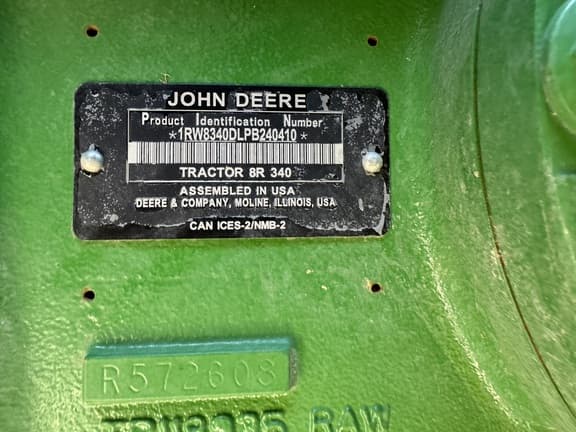 JOHN DEERE
Product Identification Number
*1RW8340DLPB240410*
TRACTOR 8R 340
ASSEMBLED IN USA
DEERE & COMPANY, MOLINE, ILLINOIS, USA
CAN ICES-2/NMB-2
R572608
RAW